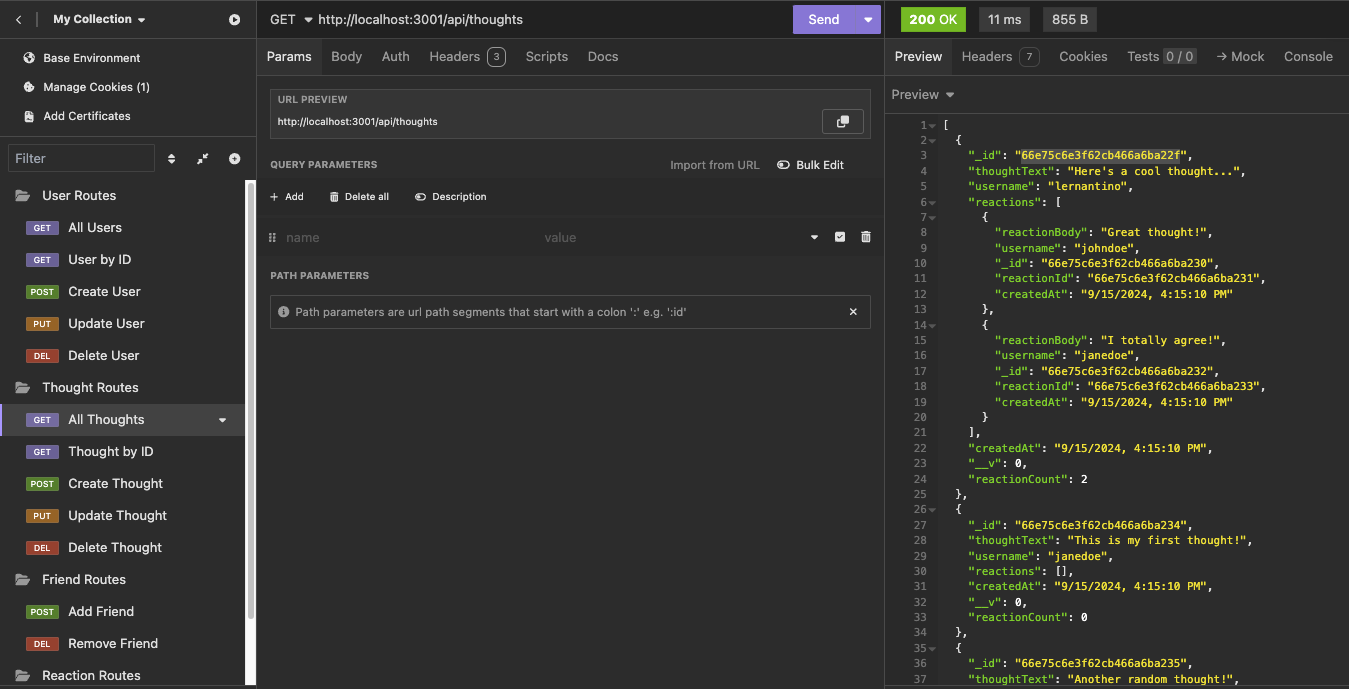 My Collection
Base Environment
Manage Cookies (1)
Add Certificates
Filter
User Routes
GET All Users
GET User by ID
POST Create User
PUT Update User
DEL Delete User
Thought Routes
GET All Thoughts
GET Thought by ID
POST Create Thought
PUT Update Thought
DEL Delete Thought
Friend Routes
POST Add Friend
DEL Remove Friend
Reaction Routes
GET http://localhost:3001/api/thoughts Send
Params Body Auth Headers 3 Scripts Docs
URL PREVIEW
http://localhost:3001/api/thoughts
QUERY PARAMETERS Import from URL Bulk Edit
+ Add Delete all Description
name value
PATH PARAMETERS
Path parameters are url path segments that start with a colon ':' e.g. ':id'
200 OK 11 ms 855 B
Preview Headers 7 Cookies Tests 0 / 0 → Mock Console
Preview
1 [
2 {
3 "_id": "66e75c6e3f62cb466a6ba22f",
4 "thoughtText": "Here's a cool thought...",
5 "username": "lernantino",
6 "reactions": [
7 {
8 "reactionBody": "Great thought!",
9 "username": "johndoe",
10 "_id": "66e75c6e3f62cb466a6ba230",
11 "reactionId": "66e75c6e3f62cb466a6ba231",
12 "createdAt": "9/15/2024, 4:15:10 PM"
13 },
14 {
15 "reactionBody": "I totally agree!",
16 "username": "janedoe",
17 "_id": "66e75c6e3f62cb466a6ba232",
18 "reactionId": "66e75c6e3f62cb466a6ba233",
19 "createdAt": "9/15/2024, 4:15:10 PM"
20 }
21 ],
22 "createdAt": "9/15/2024, 4:15:10 PM",
23 "__v": 0,
24 "reactionCount": 2
25 },
26 {
27 "_id": "66e75c6e3f62cb466a6ba234",
28 "thoughtText": "This is my first thought!",
29 "username": "janedoe",
30 "reactions": [],
31 "createdAt": "9/15/2024, 4:15:10 PM",
32 "__v": 0,
33 "reactionCount": 0
34 },
35 {
36 "_id": "66e75c6e3f62cb466a6ba235",
37 "thoughtText": "Another random thought!",